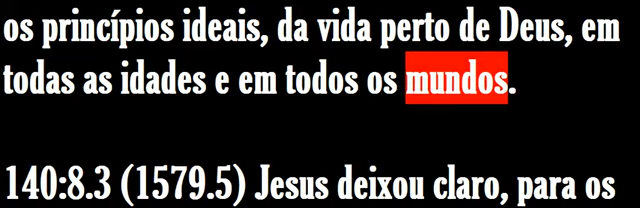 os princípios ideais, da vida perto de Deus, em
todas as idades e em todos os mundos.
140:8.3 (1579.5) Jesus deixou claro, para os